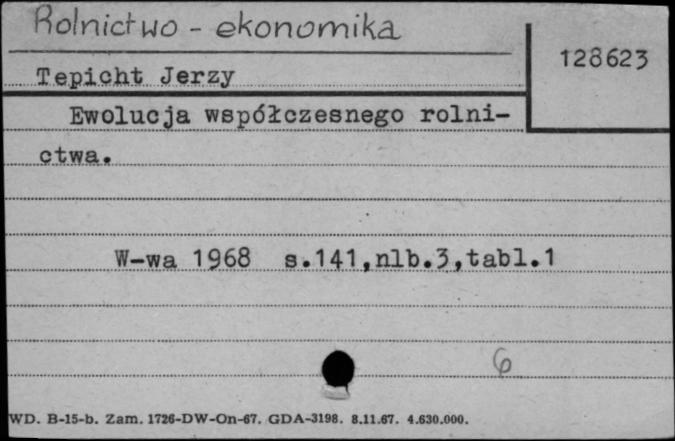 Rolnictwo - ekonomika
128623
Tepicht Jerzy
Ewolucja współczesnego rolni-
ctwa.
W-wa 1968 s.141,nlb.3,tabl.1
6
WD. B-15-b. Zam. 1726-DW-On-67. GDA-3198. 8.11.67. 4.630.000.